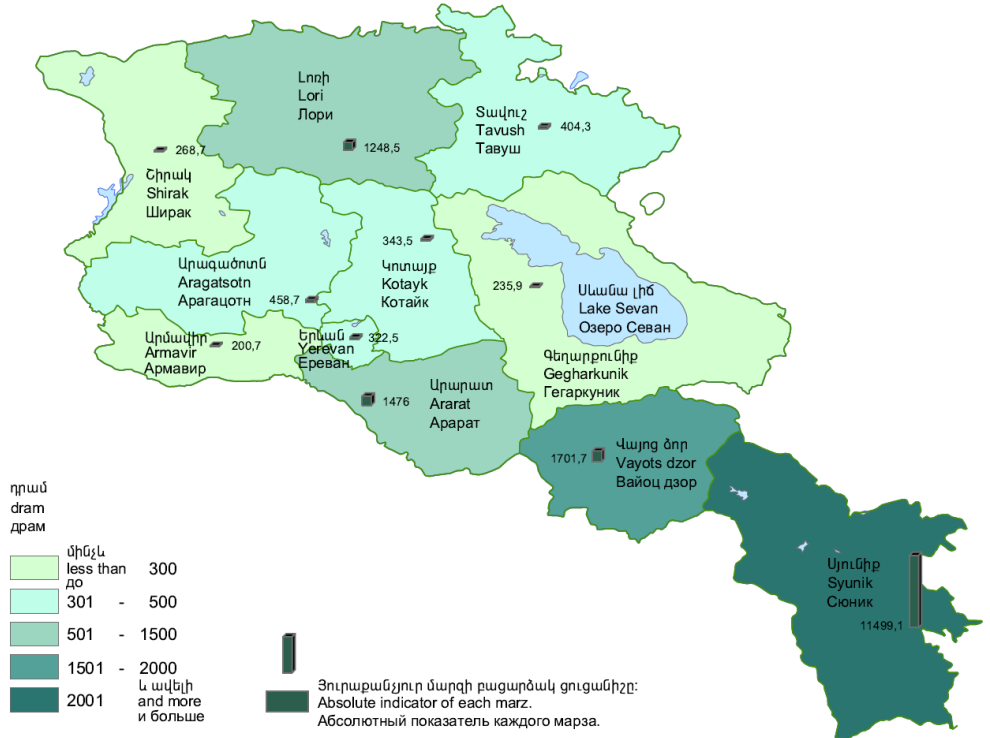 Լոռի
Lori
Лори
1248,5
Տավուշ
Tavush
Тавуш
404,3
268,7
Շիրակ
Shirak
Ширак
Արագածոտն
Aragatsotn
Арагацотн
458,7
343,5
Կոտայք
Kotayk
Котайк
235,9
Սևանա լիճ
Lake Sevan
Озеро Севан
Արմավիր
Armavir
Армавир
200,7
Երևան
Yerevan
Ереван
322,5
Գեղարքունիք
Gegharkunik
Гегаркуник
1476
Արարատ
Ararat
Арарат
1701,7
Վայոց ձոր
Vayots dzor
Вайоц дзор
Սյունիք
Syunik
Сюник
11499,1
դրամ
dram
драм
մինչև
less than 300
до
301 - 500
501 - 1500
1501 - 2000
և ավելի
2001 and more
и больше
Յուրաքանչյուր մարզի բացարձակ ցուցանիշը:
Absolute indicator of each marz.
Абсолютный показатель каждого марза.